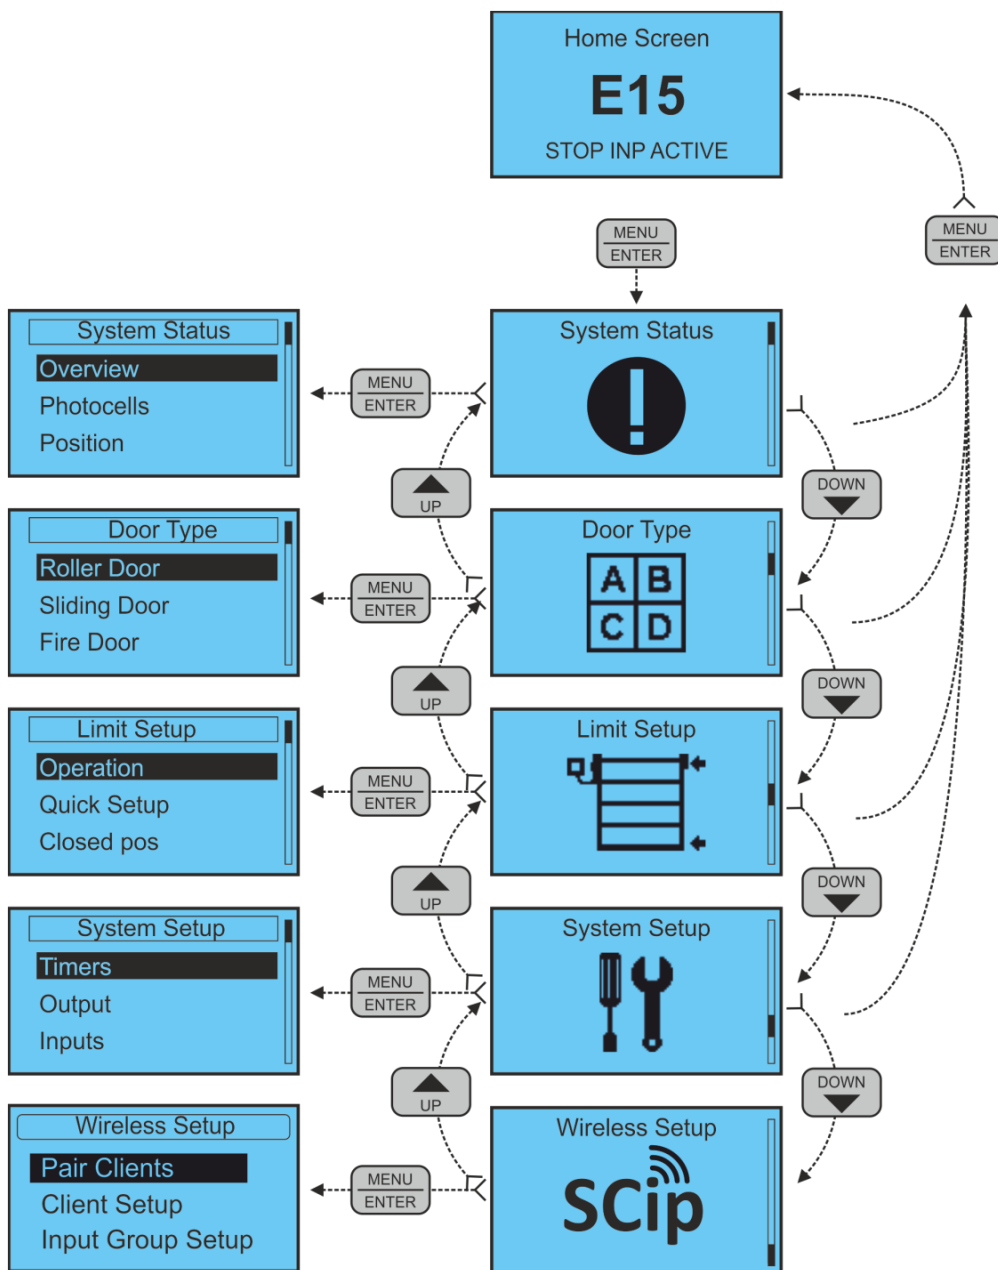 Home Screen
E15
STOP INP ACTIVE
MENU
ENTER
MENU
ENTER
System Status
Overview
Photocells
Position
MENU
ENTER
System Status
UP
DOWN
Door Type
Roller Door
Sliding Door
Fire Door
MENU
ENTER
Door Type
A B
C D
UP
DOWN
Limit Setup
Operation
Quick Setup
Closed pos
MENU
ENTER
Limit Setup
UP
DOWN
System Setup
Timers
Output
Inputs
MENU
ENTER
System Setup
UP
DOWN
Wireless Setup
Pair Clients
Client Setup
Input Group Setup
MENU
ENTER
Wireless Setup
SCip